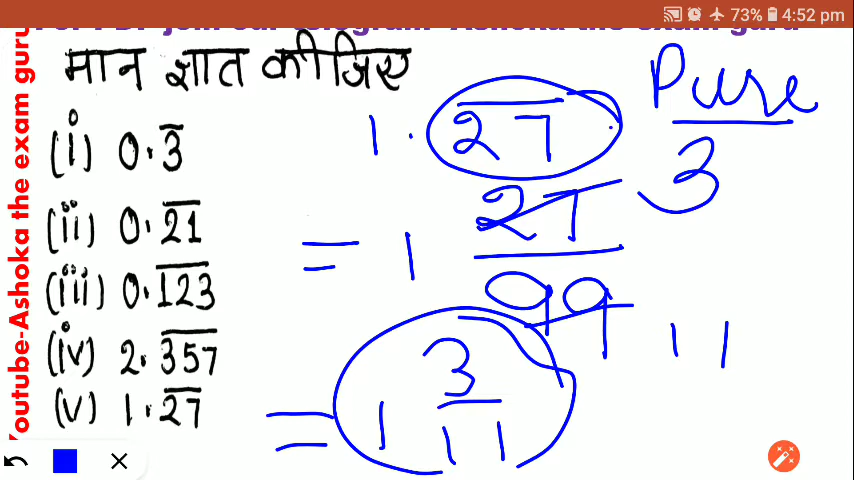 73% 4:52 pm
Youtube-Ashoka the exam guru
मान ज्ञात कीजिए
(i) 0.3̅
(ii) 0.2̅1̅
(iii) 0.1̅2̅3̅
(iv) 2.3̅5̅7̅
(v) 1.2̅7̅
1.2̅7̅
Pure
= 1 27/99
3
11
= 1 3/11